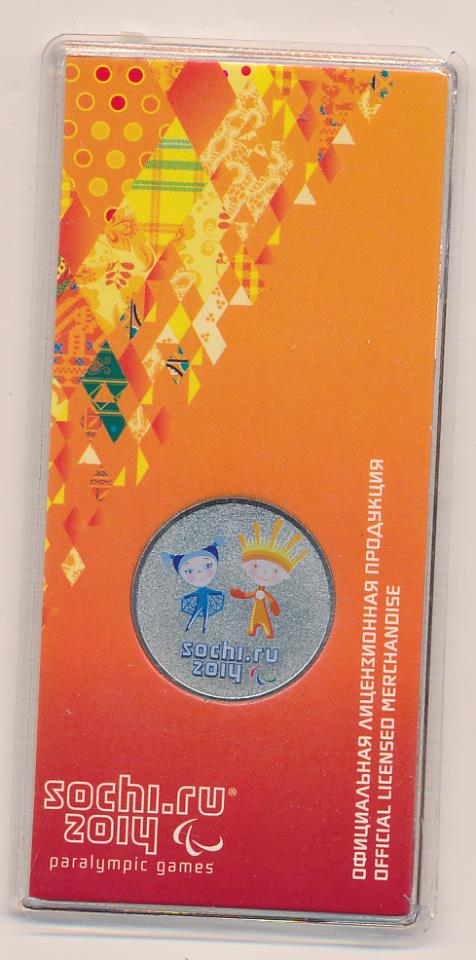 sochi.ru
2014
sochi.ru®
2014
paralympic games
ОФИЦИАЛЬНАЯ ЛИЦЕНЗИОННАЯ ПРОДУКЦИЯ
OFFICIAL LICENSED MERCHANDISE